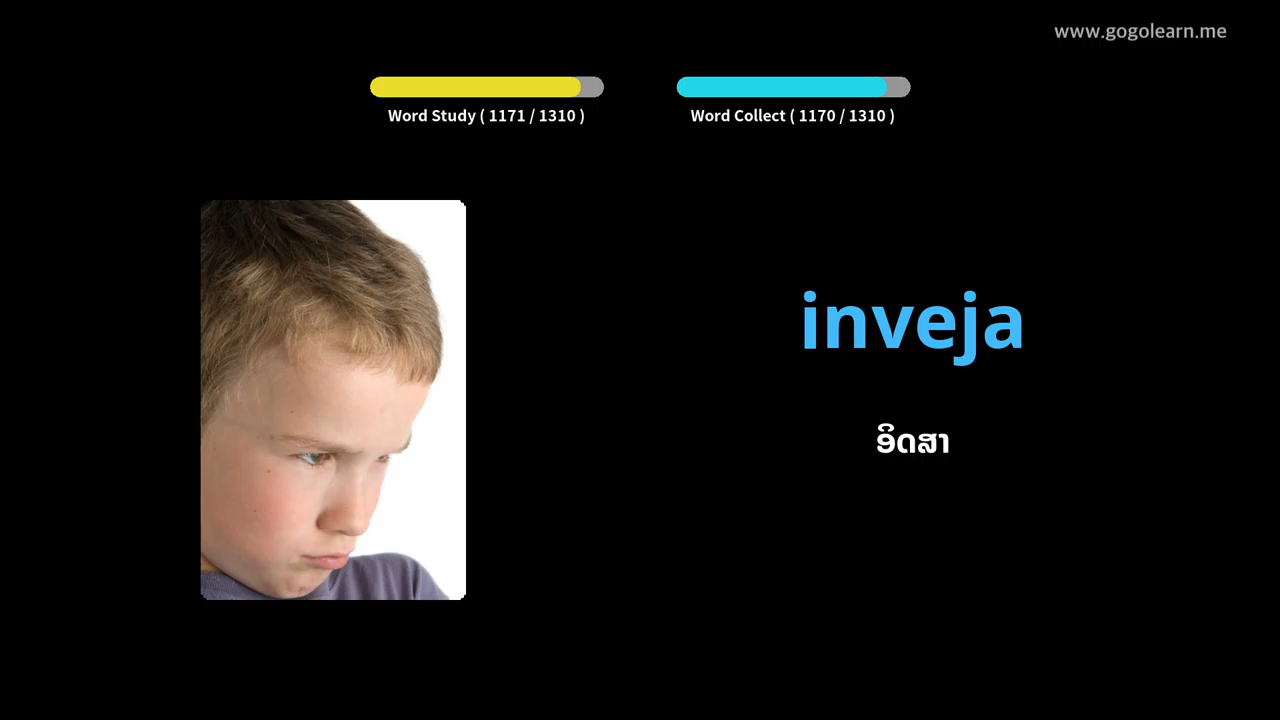 www.gogolearn.me
Word Study ( 1171 / 1310 )
Word Collect ( 1170 / 1310 )
inveja
ອິດສາ